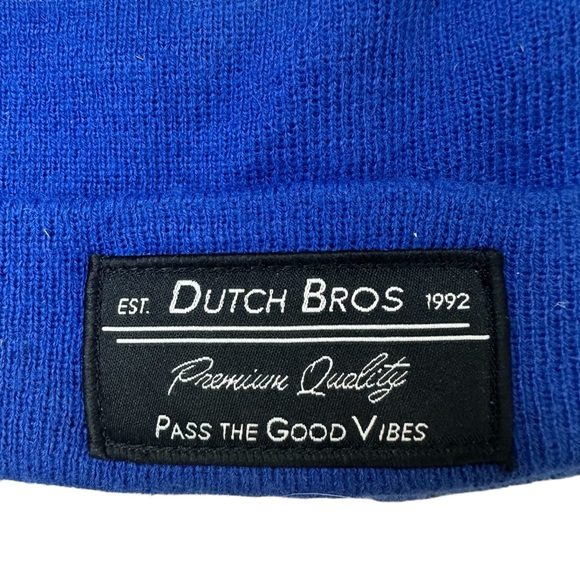 EST. DUTCH BROS 1992
Premium Quality
PASS THE GOOD VIBES